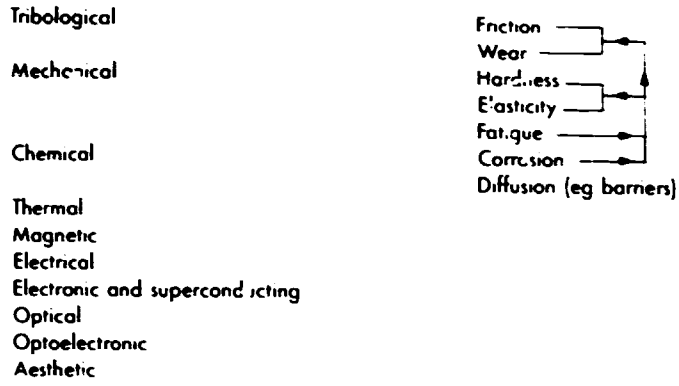 Tribological
Friction
Wear
Mechanical
Hardness
Elasticity
Fatigue
Chemical
Corrosion
Diffusion (eg barriers)
Thermal
Magnetic
Electrical
Electronic and superconducting
Optical
Optoelectronic
Aesthetic